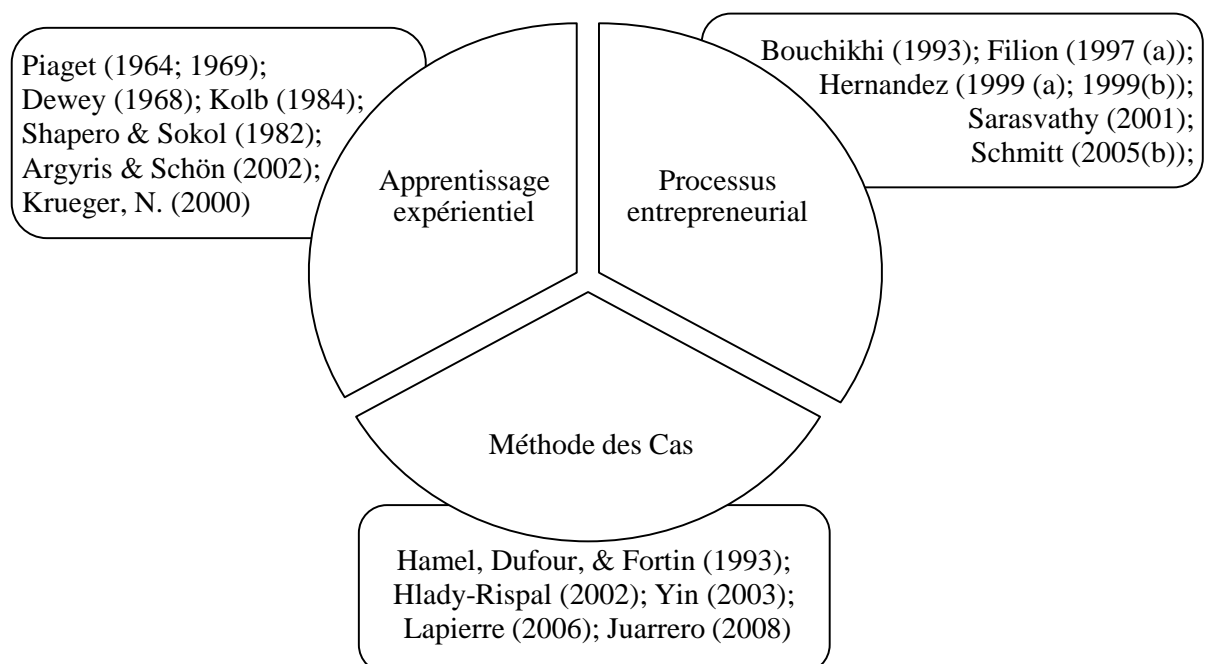 Piaget (1964; 1969);
Dewey (1968); Kolb (1984);
Shapero & Sokol (1982);
Argyris & Schön (2002);
Krueger, N. (2000)
Apprentissage
expérientiel
Bouchikhi (1993); Filion (1997 (a));
Hernandez (1999 (a); 1999(b));
Sarasvathy (2001);
Schmitt (2005(b));
Processus
entrepreneurial
Méthode des Cas
Hamel, Dufour, & Fortin (1993);
Hlady-Rispal (2002); Yin (2003);
Lapierre (2006); Juarrero (2008)